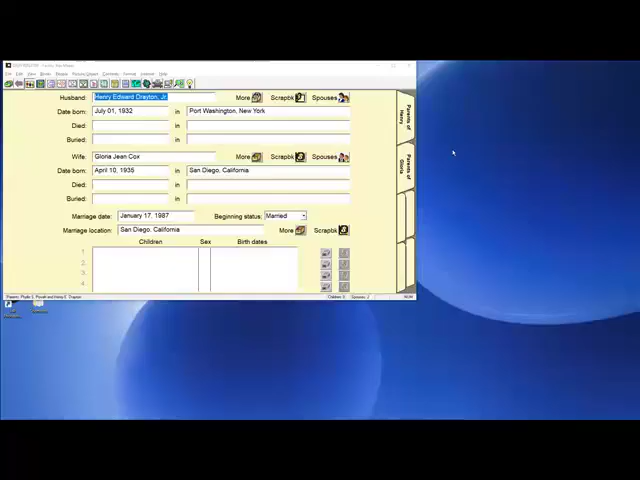 Husband: Henry Edward Drayton, Jr. More Scrapbk Spouses
Date born: July 01, 1932 in Port Washington, New York
Died: in
Buried: in
Wife: Gloria Jean Cox More Scrapbk Spouses
Date born: April 10, 1935 in San Diego, California
Died: in
Buried: in
Marriage date: January 17, 1987 Beginning status: Married
Marriage location: San Diego, California More Scrapbk
Children Sex Birth dates
1
2
3
4
Parents of Henry
Parents of Gloria